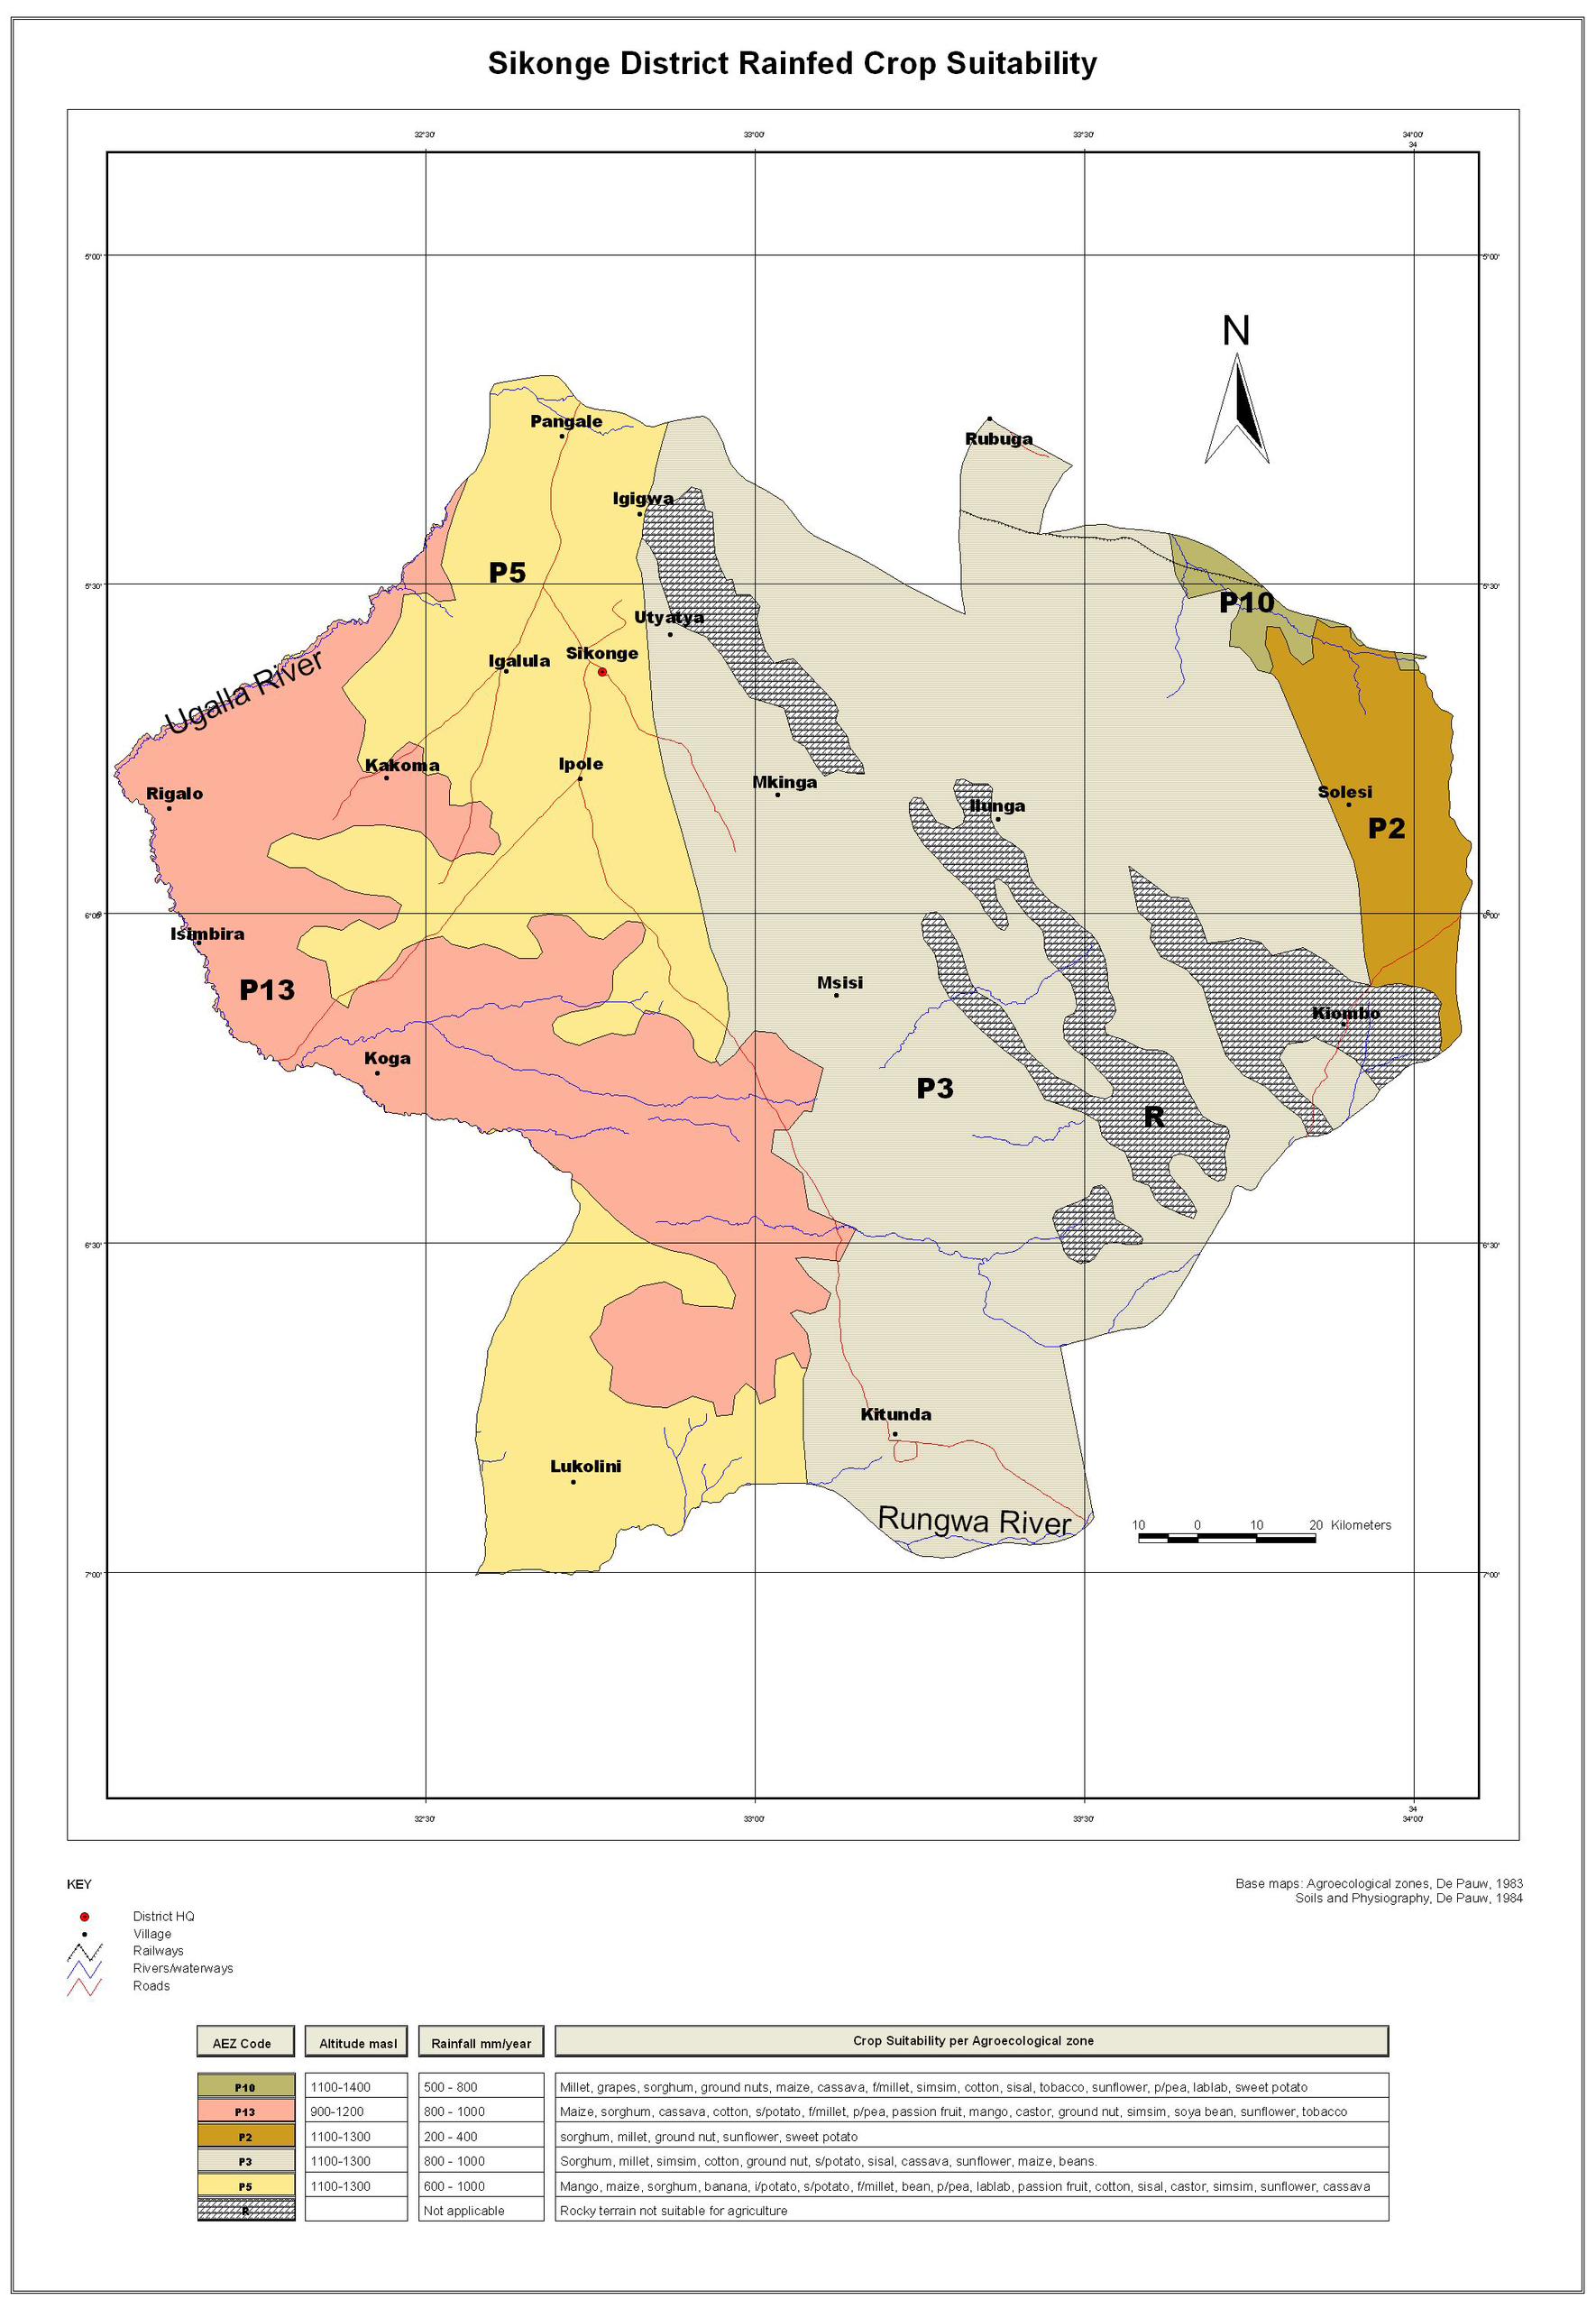 Sikonge District Rainfed Crop Suitability
32°30' 33°00' 33°30' 34°00'
34
5°00' 5°00'
N
Pangale
Rubuga
Igigwa
P5
5°30' 5°30'
P10
Utyatya
Sikonge
Igalula
Ugalla River
Kakoma
Ipole
Mkinga
Rigalo
Solesi
Ilunga
P2
6°00' 6°00'
Isimbira
P13
Msisi
Kiombo
Koga
P3
R
6°30' 6°30'
Kitunda
Lukolini
Rungwa River
10 0 10 20 Kilometers
7°00' 7°00'
34
32°30' 33°00' 33°30' 34°00'
KEY
Base maps: Agroecological zones, De Pauw, 1983
Soils and Physiography, De Pauw, 1984
District HQ
Village
Railways
Rivers/waterways
Roads
AEZ Code Altitude masl Rainfall mm/year Crop Suitability per Agroecological zone
P10 1100-1400 500 - 800 Millet, grapes, sorghum, ground nuts, maize, cassava, f/millet, simsim, cotton, sisal, tobacco, sunflower, p/pea, lablab, sweet potato
P13 900-1200 800 - 1000 Maize, sorghum, cassava, cotton, s/potato, f/millet, p/pea, passion fruit, mango, castor, ground nut, simsim, soya bean, sunflower, tobacco
P2 1100-1300 200 - 400 sorghum, millet, ground nut, sunflower, sweet potato
P3 1100-1300 800 - 1000 Sorghum, millet, simsim, cotton, ground nut, s/potato, sisal, cassava, sunflower, maize, beans.
P5 1100-1300 600 - 1000 Mango, maize, sorghum, banana, i/potato, s/potato, f/millet, bean, p/pea, lablab, passion fruit, cotton, sisal, castor, simsim, sunflower, cassava
R Not applicable Rocky terrain not suitable for agriculture